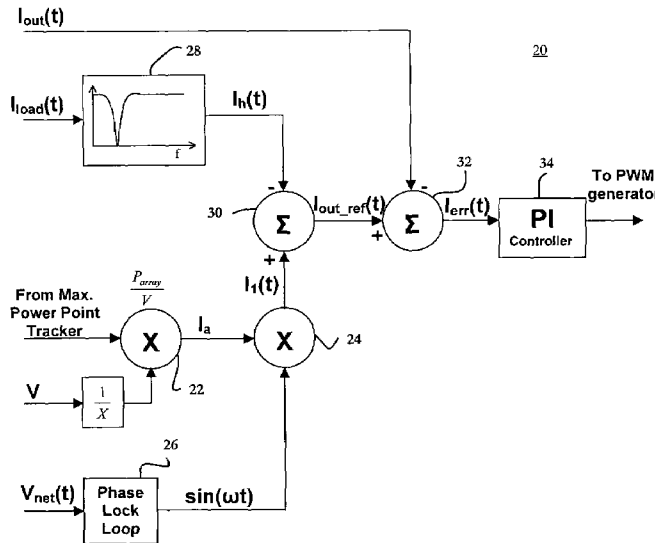 I_out(t)
20
28
I_load(t)
f
I_h(t)
-
-
32
34
To PWM
generator
30
Σ
I_out_ref(t)
+
Σ
I_err(t)
PI
Controller
+
I_1(t)
From Max.
Power Point
Tracker
P_array
V
X
I_a
X
24
22
V
1
X
26
V_net(t)
Phase
Lock
Loop
sin(ωt)